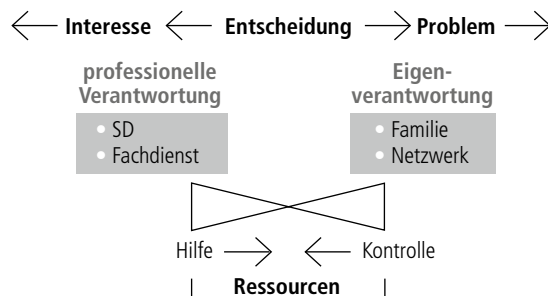 Interesse Entscheidung Problem
professionelle
Verantwortung
• SD
• Fachdienst
Eigen-
verantwortung
• Familie
• Netzwerk
Hilfe Kontrolle
Ressourcen